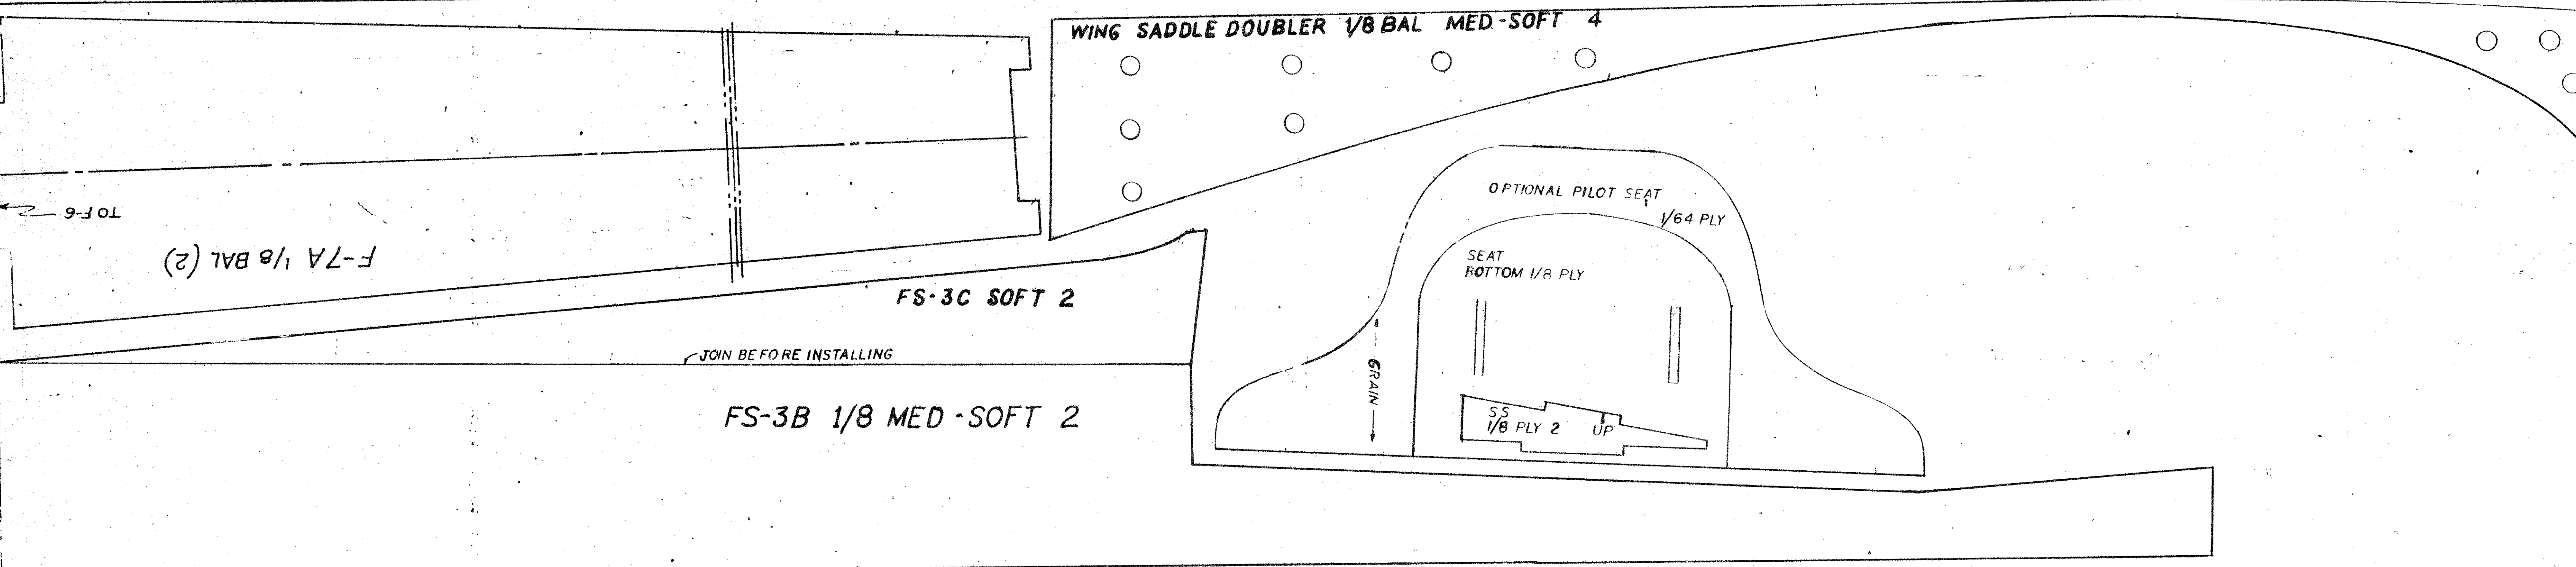 WING SADDLE DOUBLER 1/8 BAL MED.-SOFT 4
OPTIONAL PILOT SEAT
1/64 PLY
TO F-6
F-7A 1/8 BAL (2)
SEAT
BOTTOM 1/8 PLY
FS-3C SOFT 2
JOIN BEFORE INSTALLING
GRAIN
SS
1/8 PLY 2
UP
FS-3B 1/8 MED-SOFT 2